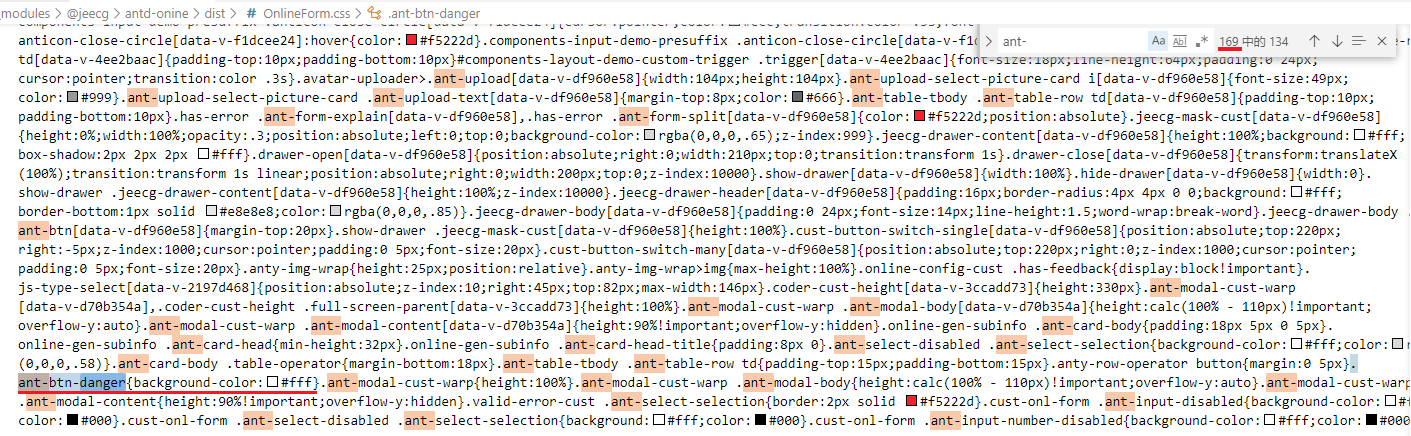 _modules > @jeecg > antd-onine > dist > OnlineForm.css > .ant-btn-danger
ant-
Aa Abl .* 169 中的 134
anticon-close-circle[data-v-f1dcee24]:hover{color:#f5222d}.components-input-demo-presuffix .anticon-close-circle[data-v-f1dc
td[data-v-4ee2baac]{padding-top:10px;padding-bottom:10px}#components-layout-demo-custom-trigger .trigger[data-v-4ee2baac]{font-size:18px;line-height:64px;padding:0 24px;
cursor:pointer;transition:color .3s}.avatar-uploader>.ant-upload[data-v-df960e58]{width:104px;height:104px}.ant-upload-select-picture-card i[data-v-df960e58]{font-size:49px;
color:#999}.ant-upload-select-picture-card .ant-upload-text[data-v-df960e58]{margin-top:8px;color:#666}.ant-table-tbody .ant-table-row td[data-v-df960e58]{padding-top:10px;
padding-bottom:10px}.has-error .ant-form-explain[data-v-df960e58],.has-error .ant-form-split[data-v-df960e58]{color:#f5222d;position:absolute}.jeecg-mask-cust[data-v-df960e58]
{height:0%;width:100%;opacity:.3;position:absolute;left:0;top:0;background-color:rgba(0,0,0,.65);z-index:999}.jeecg-drawer-content[data-v-df960e58]{height:100%;background:#fff;
box-shadow:2px 2px 2px #fff}.drawer-open[data-v-df960e58]{position:absolute;right:0;width:210px;top:0;transition:transform 1s}.drawer-close[data-v-df960e58]{transform:translateX
(100%);transition:transform 1s linear;position:absolute;right:0;width:200px;top:0;z-index:10000}.show-drawer[data-v-df960e58]{width:100%}.hide-drawer[data-v-df960e58]{width:0}.
show-drawer .jeecg-drawer-content[data-v-df960e58]{height:100%;z-index:10000}.jeecg-drawer-header[data-v-df960e58]{padding:16px;border-radius:4px 4px 0 0;background:#fff;
border-bottom:1px solid #e8e8e8;color:rgba(0,0,0,.85)}.jeecg-drawer-body[data-v-df960e58]{padding:0 24px;font-size:14px;line-height:1.5;word-wrap:break-word}.jeecg-drawer-body .
ant-btn[data-v-df960e58]{margin-top:20px}.show-drawer .jeecg-mask-cust[data-v-df960e58]{height:100%}.cust-button-switch-single[data-v-df960e58]{position:absolute;top:220px;
right:-5px;z-index:1000;cursor:pointer;padding:0 5px;font-size:20px}.cust-button-switch-many[data-v-df960e58]{position:absolute;top:220px;right:0;z-index:1000;cursor:pointer;
padding:0 5px;font-size:20px}.anty-img-wrap{height:25px;position:relative}.anty-img-wrap>img{max-height:100%}.online-config-cust .has-feedback{display:block!important}.
js-type-select[data-v-2197d468]{position:absolute;z-index:10;right:45px;top:82px;max-width:146px}.coder-cust-height[data-v-3ccadd73]{height:330px}.ant-modal-cust-warp
[data-v-d70b354a],.coder-cust-height .full-screen-parent[data-v-3ccadd73]{height:100%}.ant-modal-cust-warp .ant-modal-body[data-v-d70b354a]{height:calc(100% - 110px)!important;
overflow-y:auto}.ant-modal-cust-warp .ant-modal-content[data-v-d70b354a]{height:90%!important;overflow-y:hidden}.online-gen-subinfo .ant-card-body{padding:18px 5px 0 5px}.
online-gen-subinfo .ant-card-head{min-height:32px}.online-gen-subinfo .ant-card-head-title{padding:8px 0}.select-disabled .ant-select-selection{background-color:#fff;color:r
(0,0,0,.58)}.ant-card-body .table-operator{margin-bottom:18px}.ant-table-tbody .ant-table-row td{padding-top:15px;padding-bottom:15px}.anty-row-operator button{margin:0 5px}.
ant-btn-danger{background-color:#fff}.ant-modal-cust-warp{height:100%}.ant-modal-cust-warp .ant-modal-body{height:calc(100% - 110px)!important;overflow-y:auto}.ant-modal-cust-warp
.ant-modal-content{height:90%!important;overflow-y:hidden}.valid-error-cust .ant-select-selection{border:2px solid #f5222d}.cust-onl-form .ant-input-disabled{background:#f
color:#000}.cust-onl-form .ant-select-disabled .ant-select-selection{background:#fff;color:#000}.cust-onl-form .ant-input-number-disabled{background:#fff;color:#000